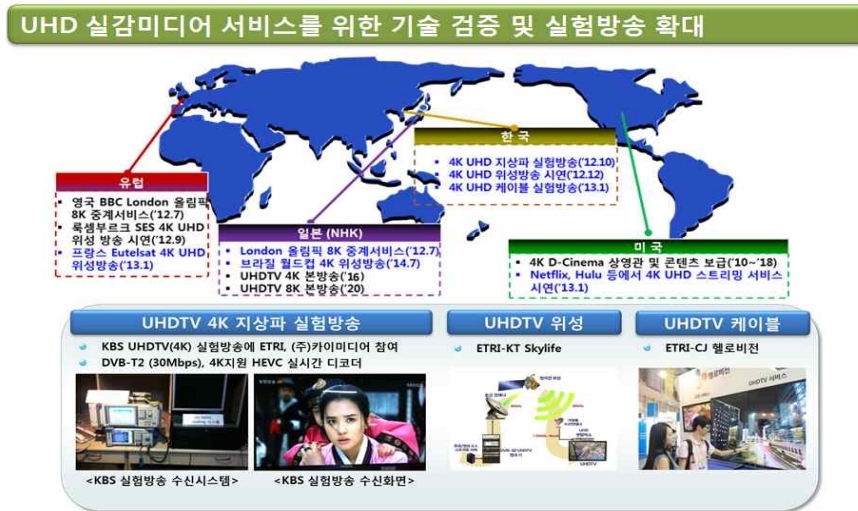 UHD 실감미디어 서비스를 위한 기술 검증 및 실험방송 확대
한 국
4K UHD 지상파 실험방송('12.10)
4K UHD 위성방송 시연('12.12)
4K UHD 케이블 실험방송('13.1)
유럽
영국 BBC London 올림픽
8K 중계서비스('12.7)
룩셈부르크 SES 4K UHD
위성 방송 시연('12.9)
프랑스 Eutelsat 4K UHD
위성방송('13.1)
일본 (NHK)
London 올림픽 8K 중계서비스('12.7)
브라질 월드컵 4K 위성방송('14.7)
UHDTV 4K 본방송('16)
UHDTV 8K 본방송('20)
미 국
4K D-Cinema 상영관 및 콘텐츠 보급('10~'18)
Netflix, Hulu 등에서 4K UHD 스트리밍 서비스
시연('13.1)
UHDTV 4K 지상파 실험방송
KBS UHDTV(4K) 실험방송에 ETRI, (주)카이미디어 참여
DVB-T2 (30Mbps), 4K지원 HEVC 실시간 디코더
<KBS 실험방송 수신시스템>
<KBS 실험방송 수신화면>
UHDTV 위성
ETRI-KT Skylife
UHDTV
UHDTV 케이블
ETRI-CJ 헬로비전
UHDTV 서비스